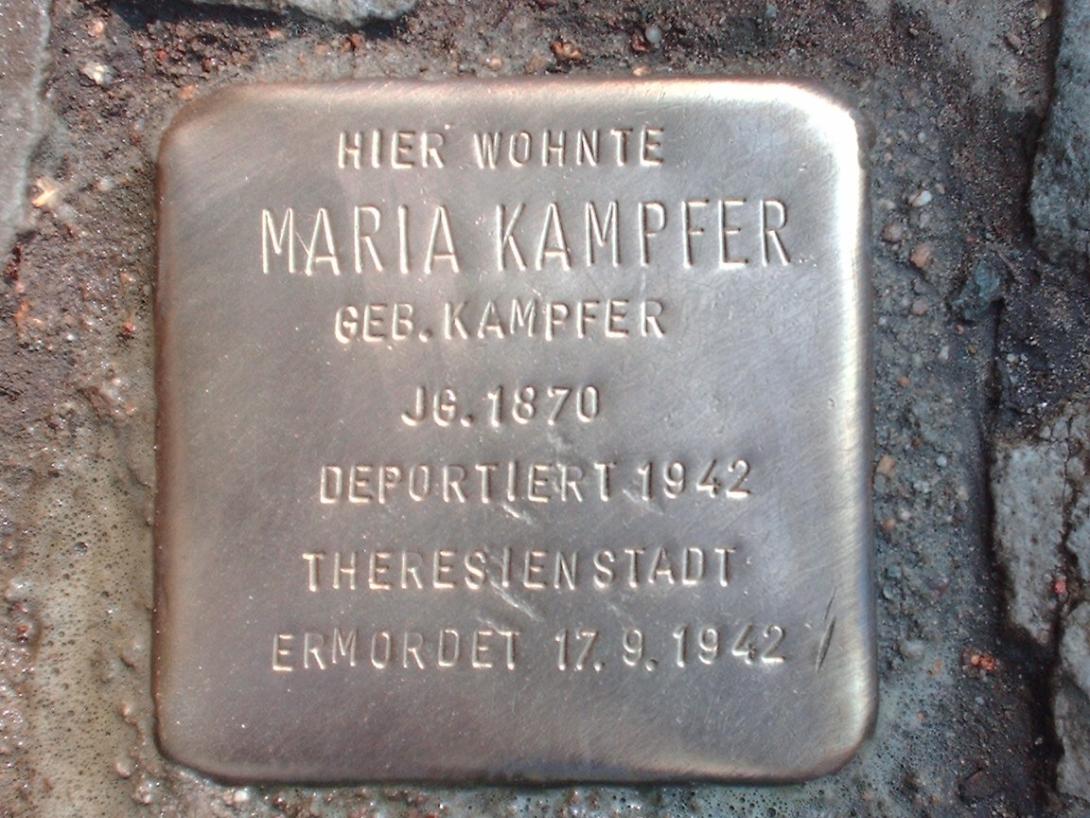 HIER WOHNTE
MARIA KAMPFER
GEB. KAMPFER
JG. 1870
DEPORTIERT 1942
THERESIENSTADT
ERMORDET 17. 9. 1942